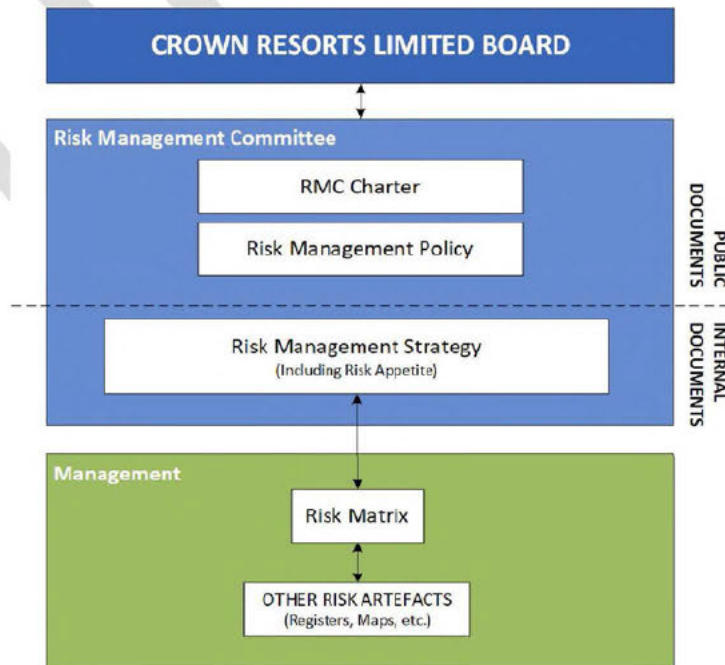 CROWN RESORTS LIMITED BOARD
Risk Management Committee
RMC Charter
Risk Management Policy
PUBLIC
DOCUMENTS
Risk Management Strategy
(Including Risk Appetite)
INTERNAL
DOCUMENTS
Management
Risk Matrix
OTHER RISK ARTEFACTS
(Registers, Maps, etc.)